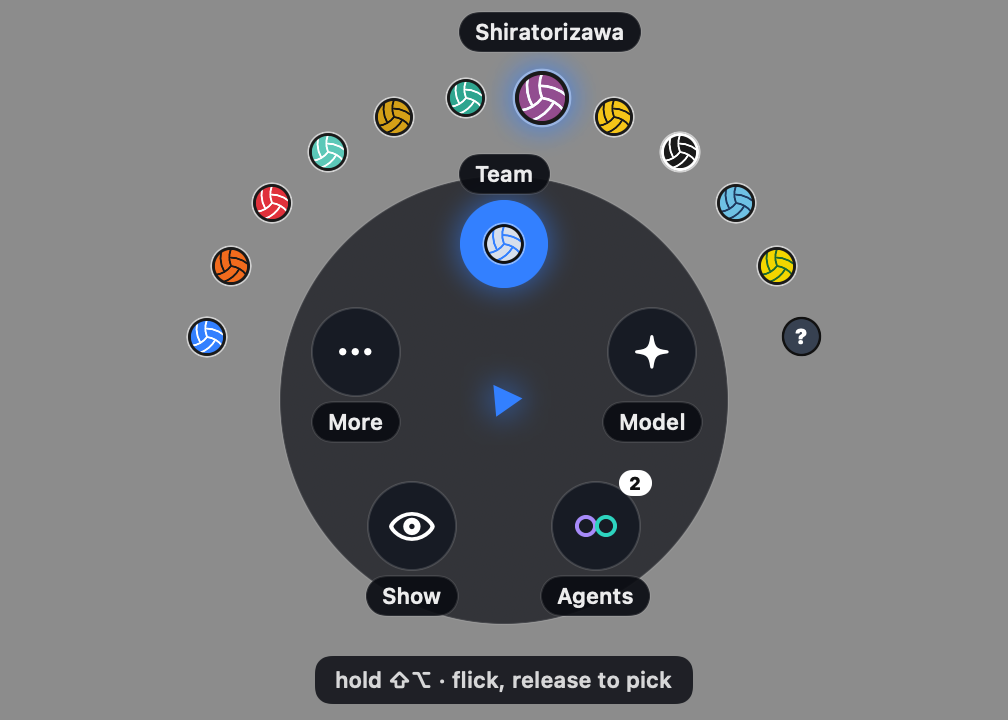 Shiratorizawa
Team
?
More
Model
2
Show
Agents
hold ⇧⌥ · flick, release to pick